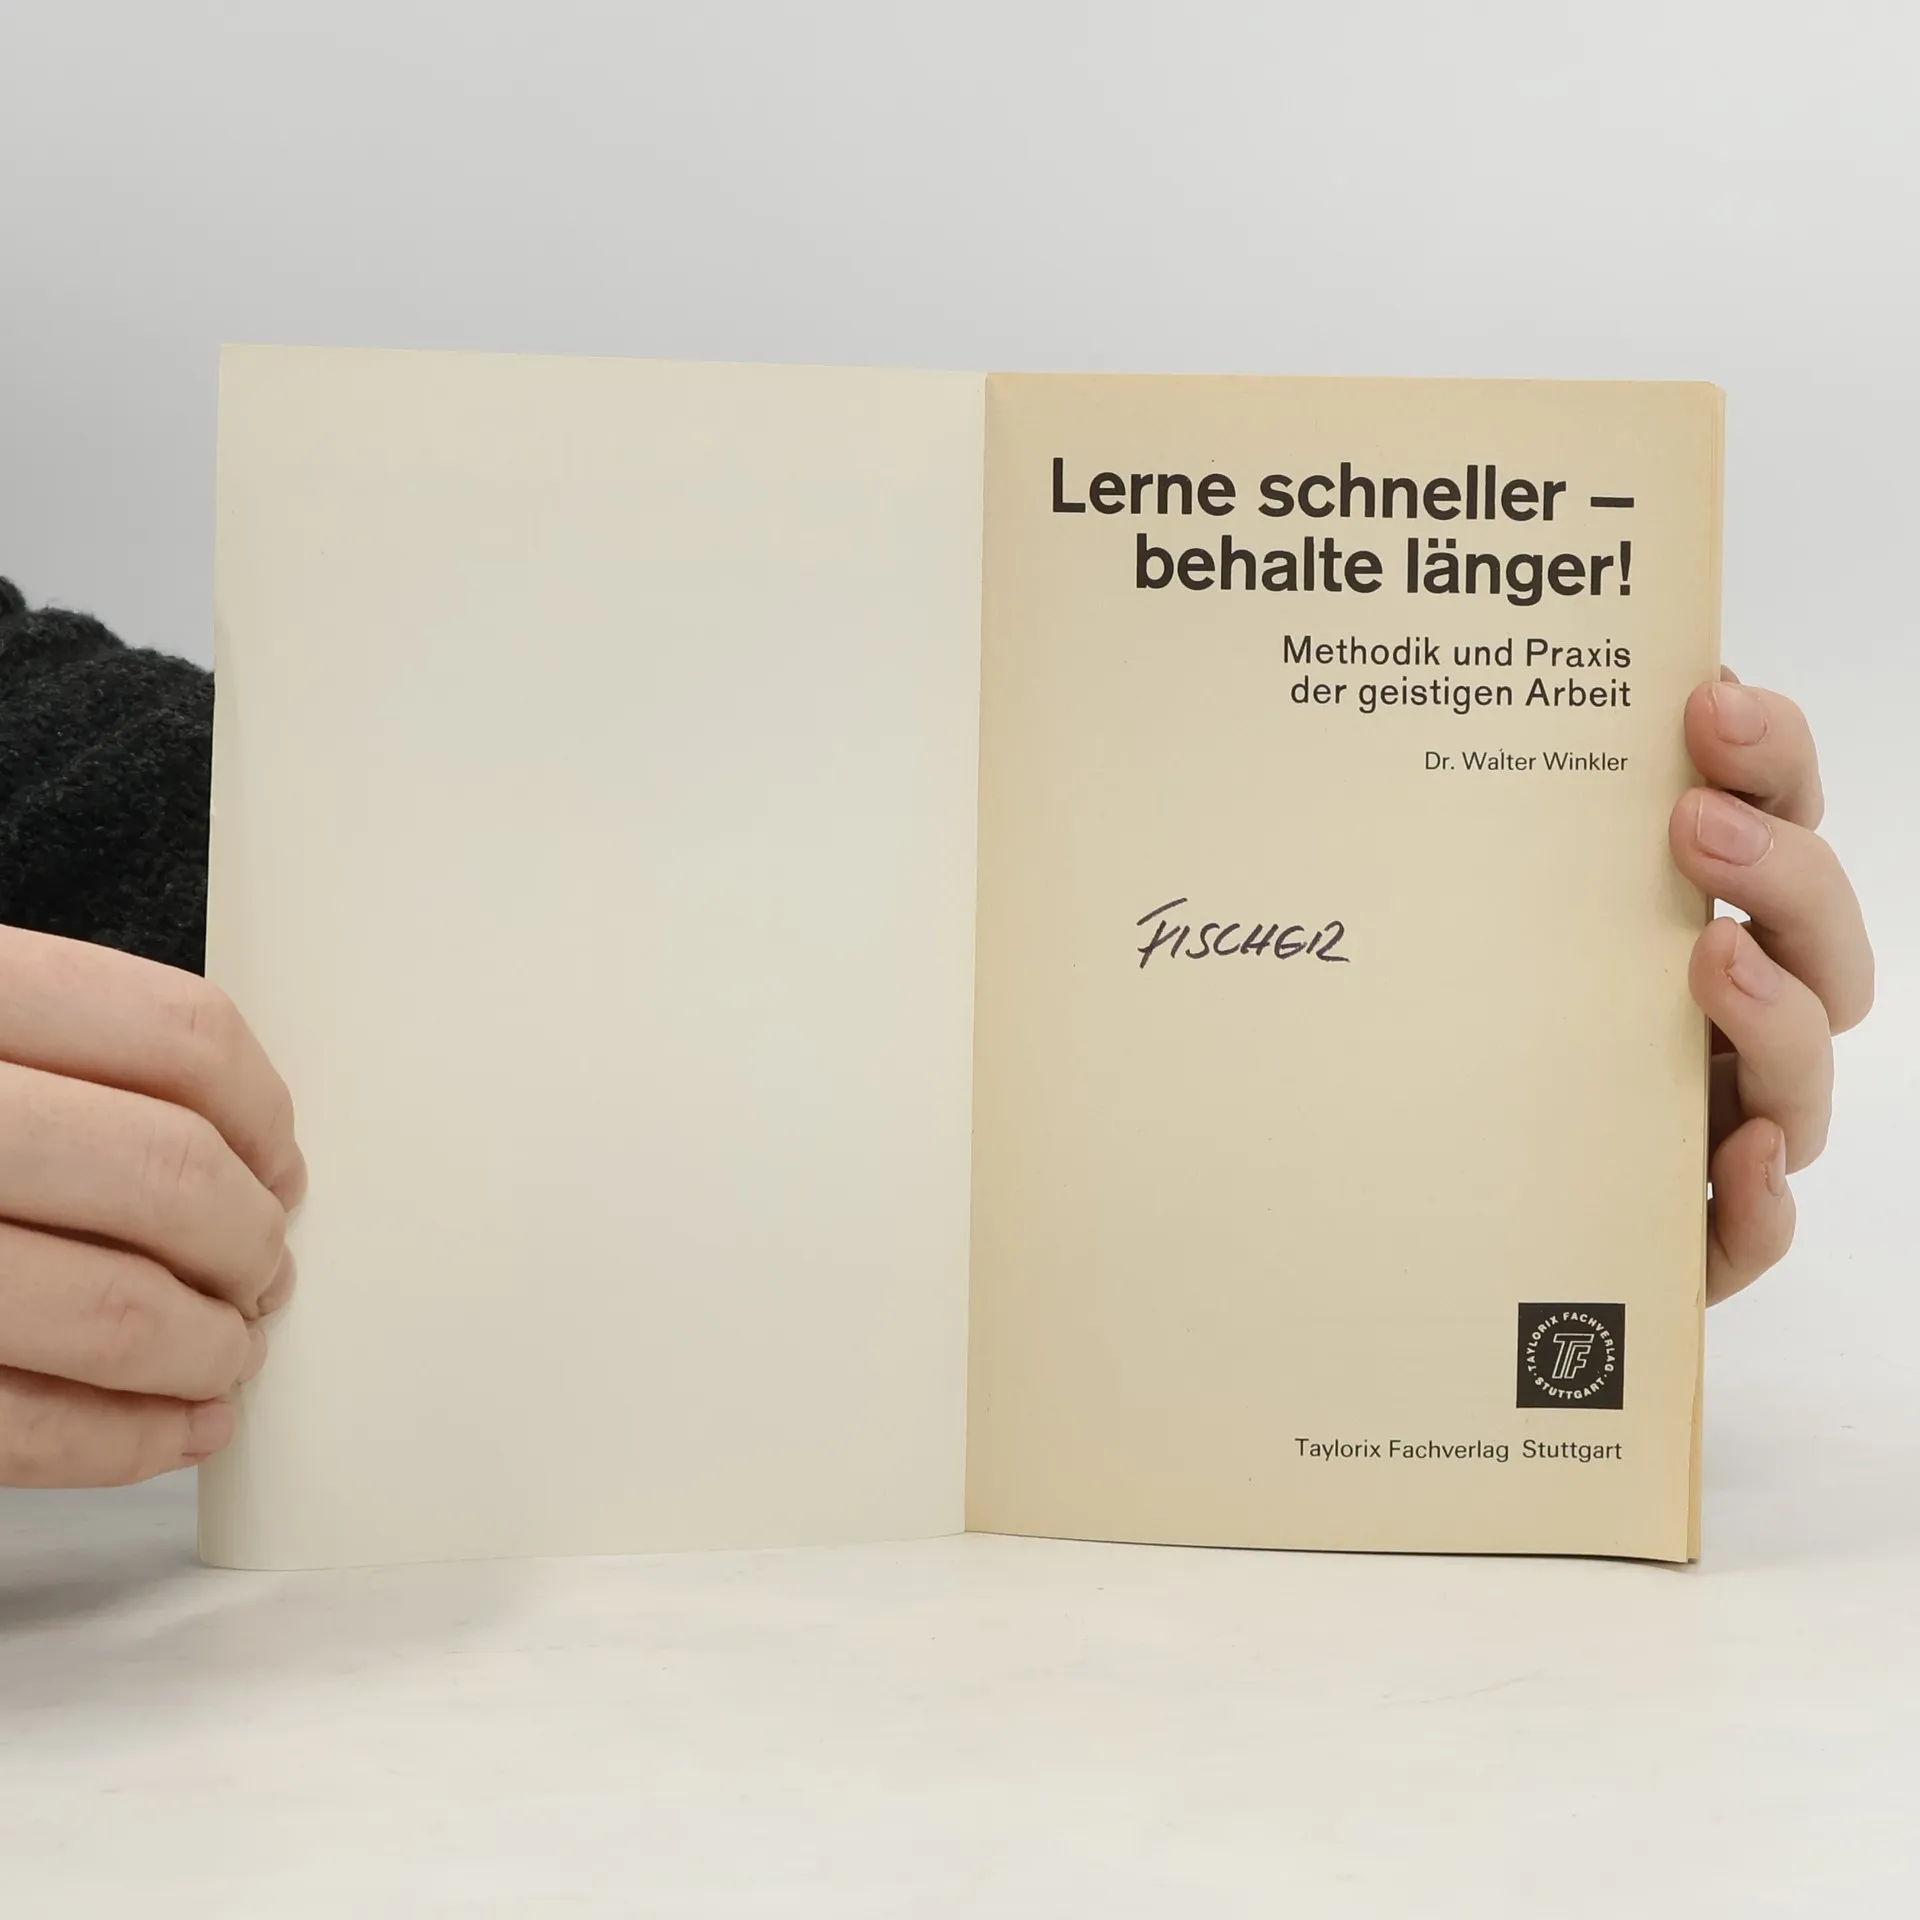 Lerne schneller –
behalte länger!
Methodik und Praxis
der geistigen Arbeit
Dr. Walter Winkler
FISCHER
TAYLORIX FACHVERLAG
TF
· STUTTGART ·
Taylorix Fachverlag Stuttgart